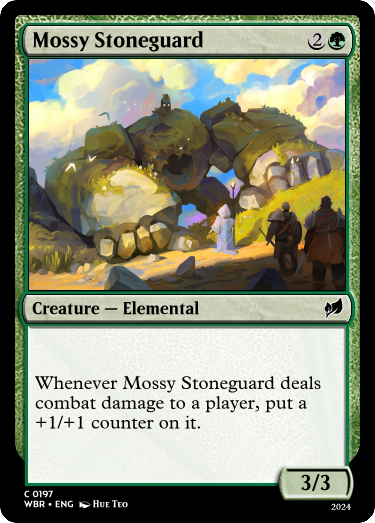 Mossy Stoneguard 2
Creature — Elemental
Whenever Mossy Stoneguard deals
combat damage to a player, put a
+1/+1 counter on it.
3/3
C 0197
WBR • ENG Hue Teo
2024